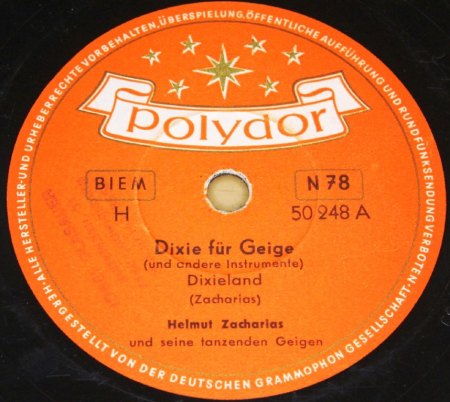 ALLE HERSTELLER- UND URHEBERRECHTE VORBEHALTEN. ÜBERSPIELUNG, ÖFFENTLICHE AUFFÜHRUNG UND RUNDFUNKSENDUNG VERBOTEN.
polydor
BIEM
N 78
H
50 248 A
Dixie für Geige
(und andere Instrumente)
Dixieland
(Zacharias)
Helmut Zacharias
und seine tanzenden Geigen
HERGESTELLT VON DER DEUTSCHEN GRAMMOPHON GESELLSCHAFT